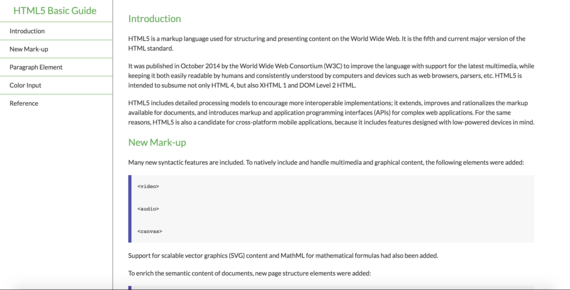 HTML5 Basic Guide
Introduction
New Mark-up
Paragraph Element
Color Input
Reference
Introduction
HTML5 is a markup language used for structuring and presenting content on the World Wide Web. It is the fifth and current major version of the
HTML standard.
It was published in October 2014 by the World Wide Web Consortium (W3C) to improve the language with support for the latest multimedia, while
keeping it both easily readable by humans and consistently understood by computers and devices such as web browsers, parsers, etc. HTML5 is
intended to subsume not only HTML 4, but also XHTML 1 and DOM Level 2 HTML.
HTML5 includes detailed processing models to encourage more interoperable implementations; it extends, improves and rationalizes the markup
available for documents, and introduces markup and application programming interfaces (APIs) for complex web applications. For the same
reasons, HTML5 is also a candidate for cross-platform mobile applications, because it includes features designed with low-powered devices in mind.
New Mark-up
Many new syntactic features are included. To natively include and handle multimedia and graphical content, the following elements were added:
<video>
<audio>
<canvas>
Support for scalable vector graphics (SVG) content and MathML for mathematical formulas had also been added.
To enrich the semantic content of documents, new page structure elements were added: